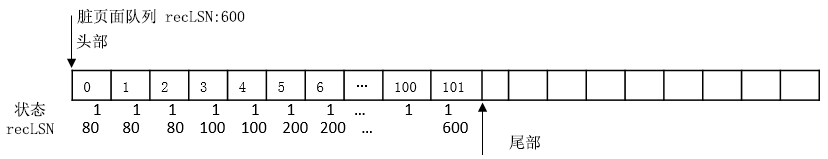 脏页面队列 recLSN:600
头部
0 1 2 3 4 5 6 ... 100 101
状态 1 1 1 1 1 1 1 ... 1 1
recLSN 80 80 80 100 100 200 200 ... 600
尾部